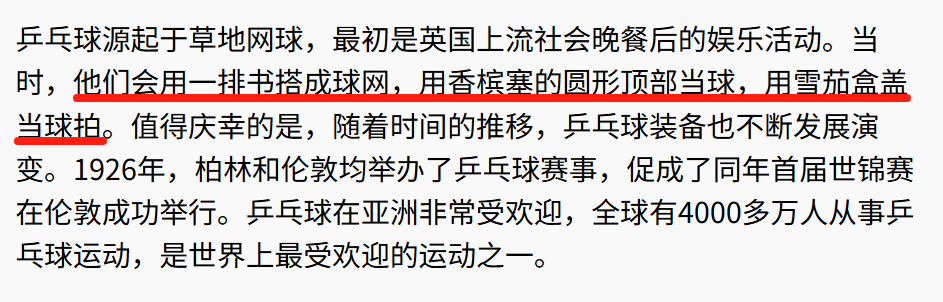 乒乓球源起于草地网球，最初是英国上流社会晚餐后的娱乐活动。当
时，他们会用一排书搭成球网，用香槟塞的圆形顶部当球，用雪茄盒盖
当球拍。值得庆幸的是，随着时间的推移，乒乓球装备也不断发展演
变。1926年，柏林和伦敦均举办了乒乓球赛事，促成了同年首届世锦赛
在伦敦成功举行。乒乓球在亚洲非常受欢迎，全球有4000多万人从事乒
乓球运动，是世界上最受欢迎的运动之一。